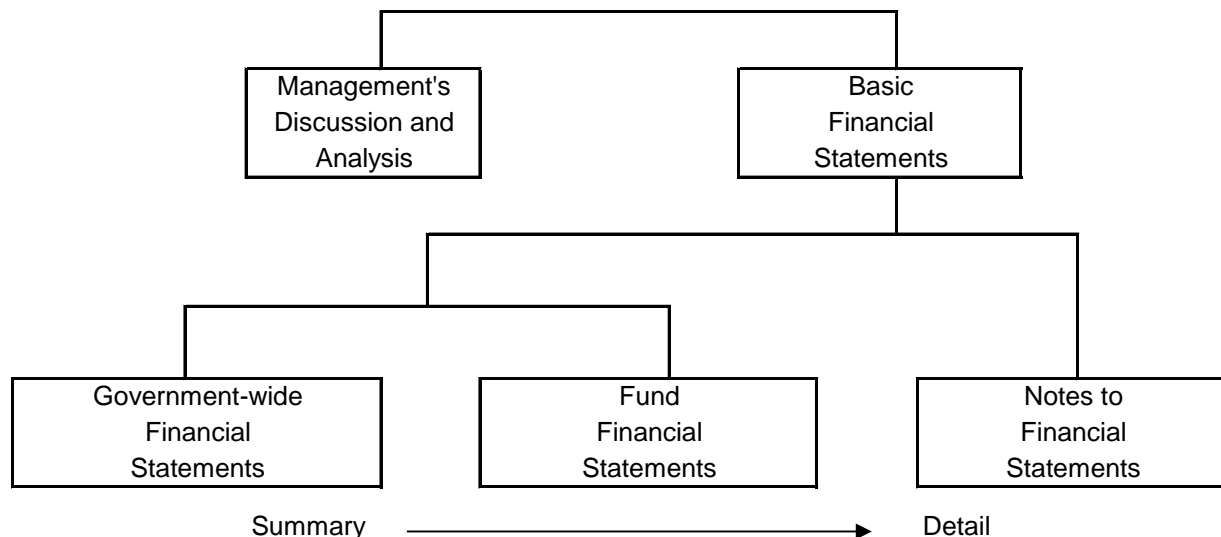 Management's
Discussion and
Analysis
Basic
Financial
Statements
Government-wide
Financial
Statements
Fund
Financial
Statements
Notes to
Financial
Statements
Summary
Detail